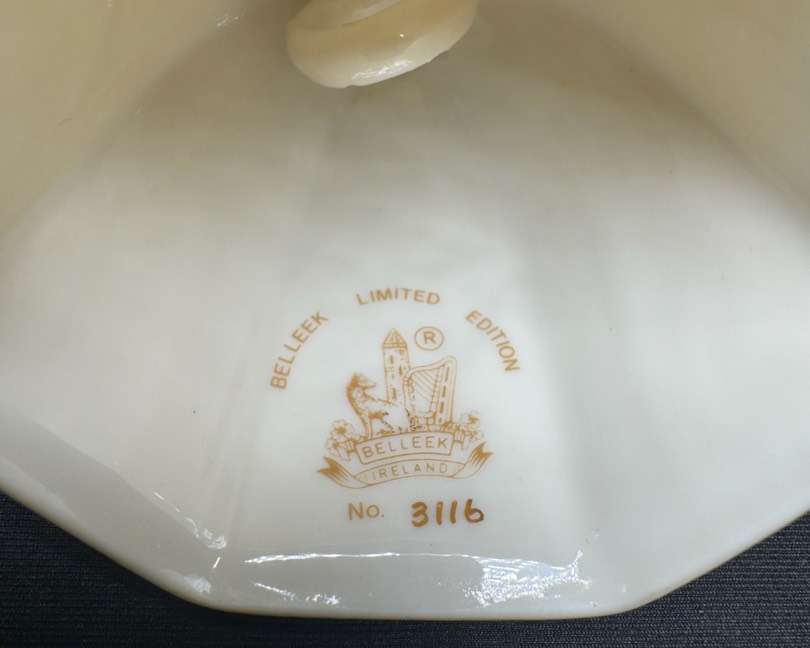 BELLEEK LIMITED EDITION
®
BELLEEK
IRELAND
No. 3116